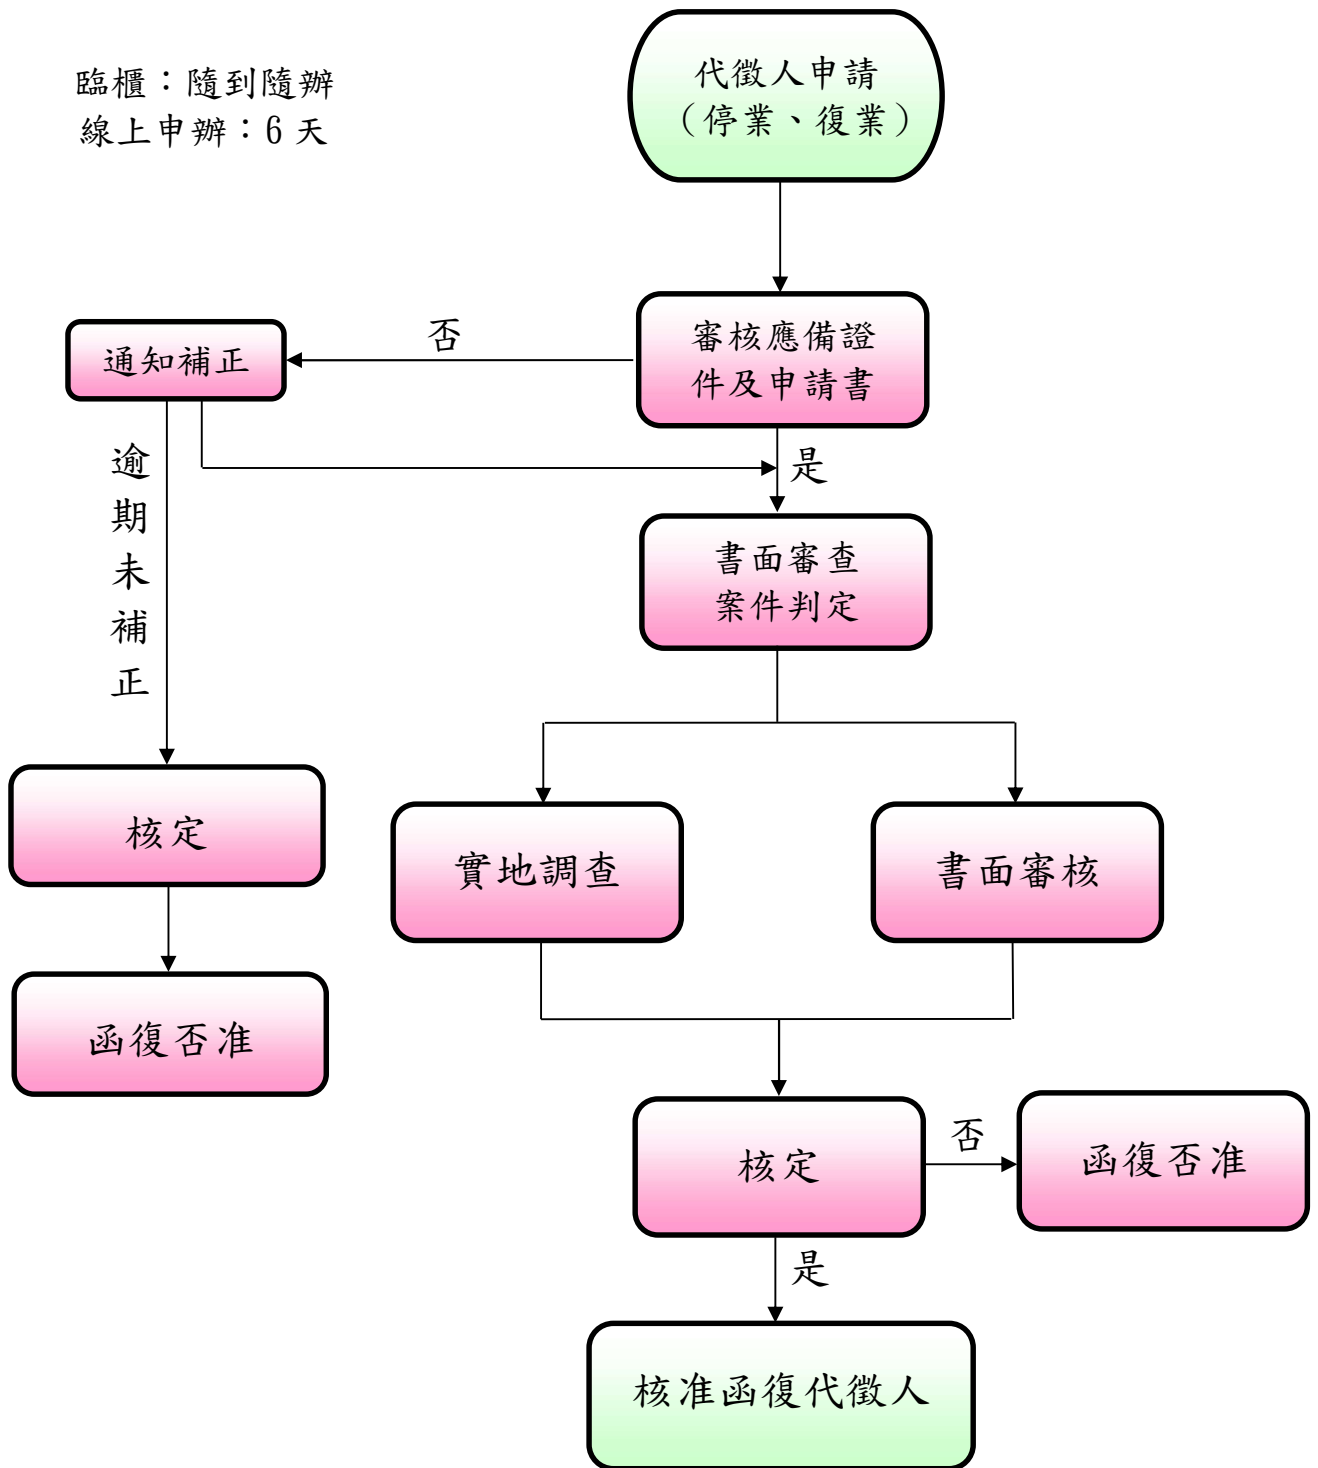 臨櫃：隨到隨辦
線上申辦：6 天
代徵人申請
（停業、復業）
審核應備證
件及申請書
否
通知補正
逾期未補正
是
書面審查
案件判定
核定
實地調查
書面審核
函復否准
核定
否
函復否准
是
核准函復代徵人